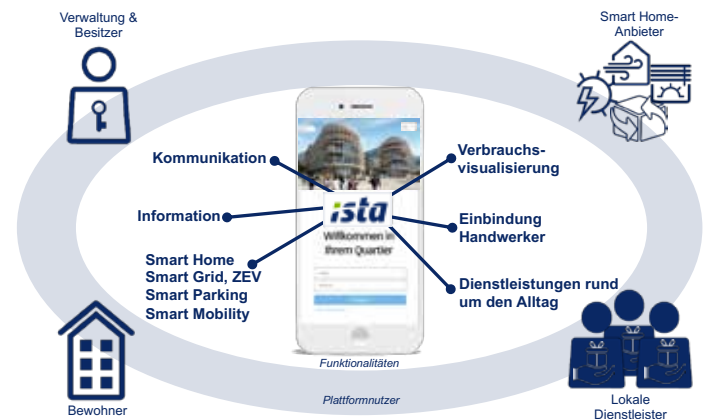 Verwaltung &
Besitzer
Smart Home-
Anbieter
Kommunikation
Verbrauchs-
visualisierung
ista
Information
Willkommen in
Ihrem Quartier
Einbindung
Handwerker
Smart Home
Smart Grid, ZEV
Smart Parking
Smart Mobility
Dienstleistungen rund
um den Alltag
Funktionalitäten
Plattformnutzer
Bewohner
Lokale
Dienstleister